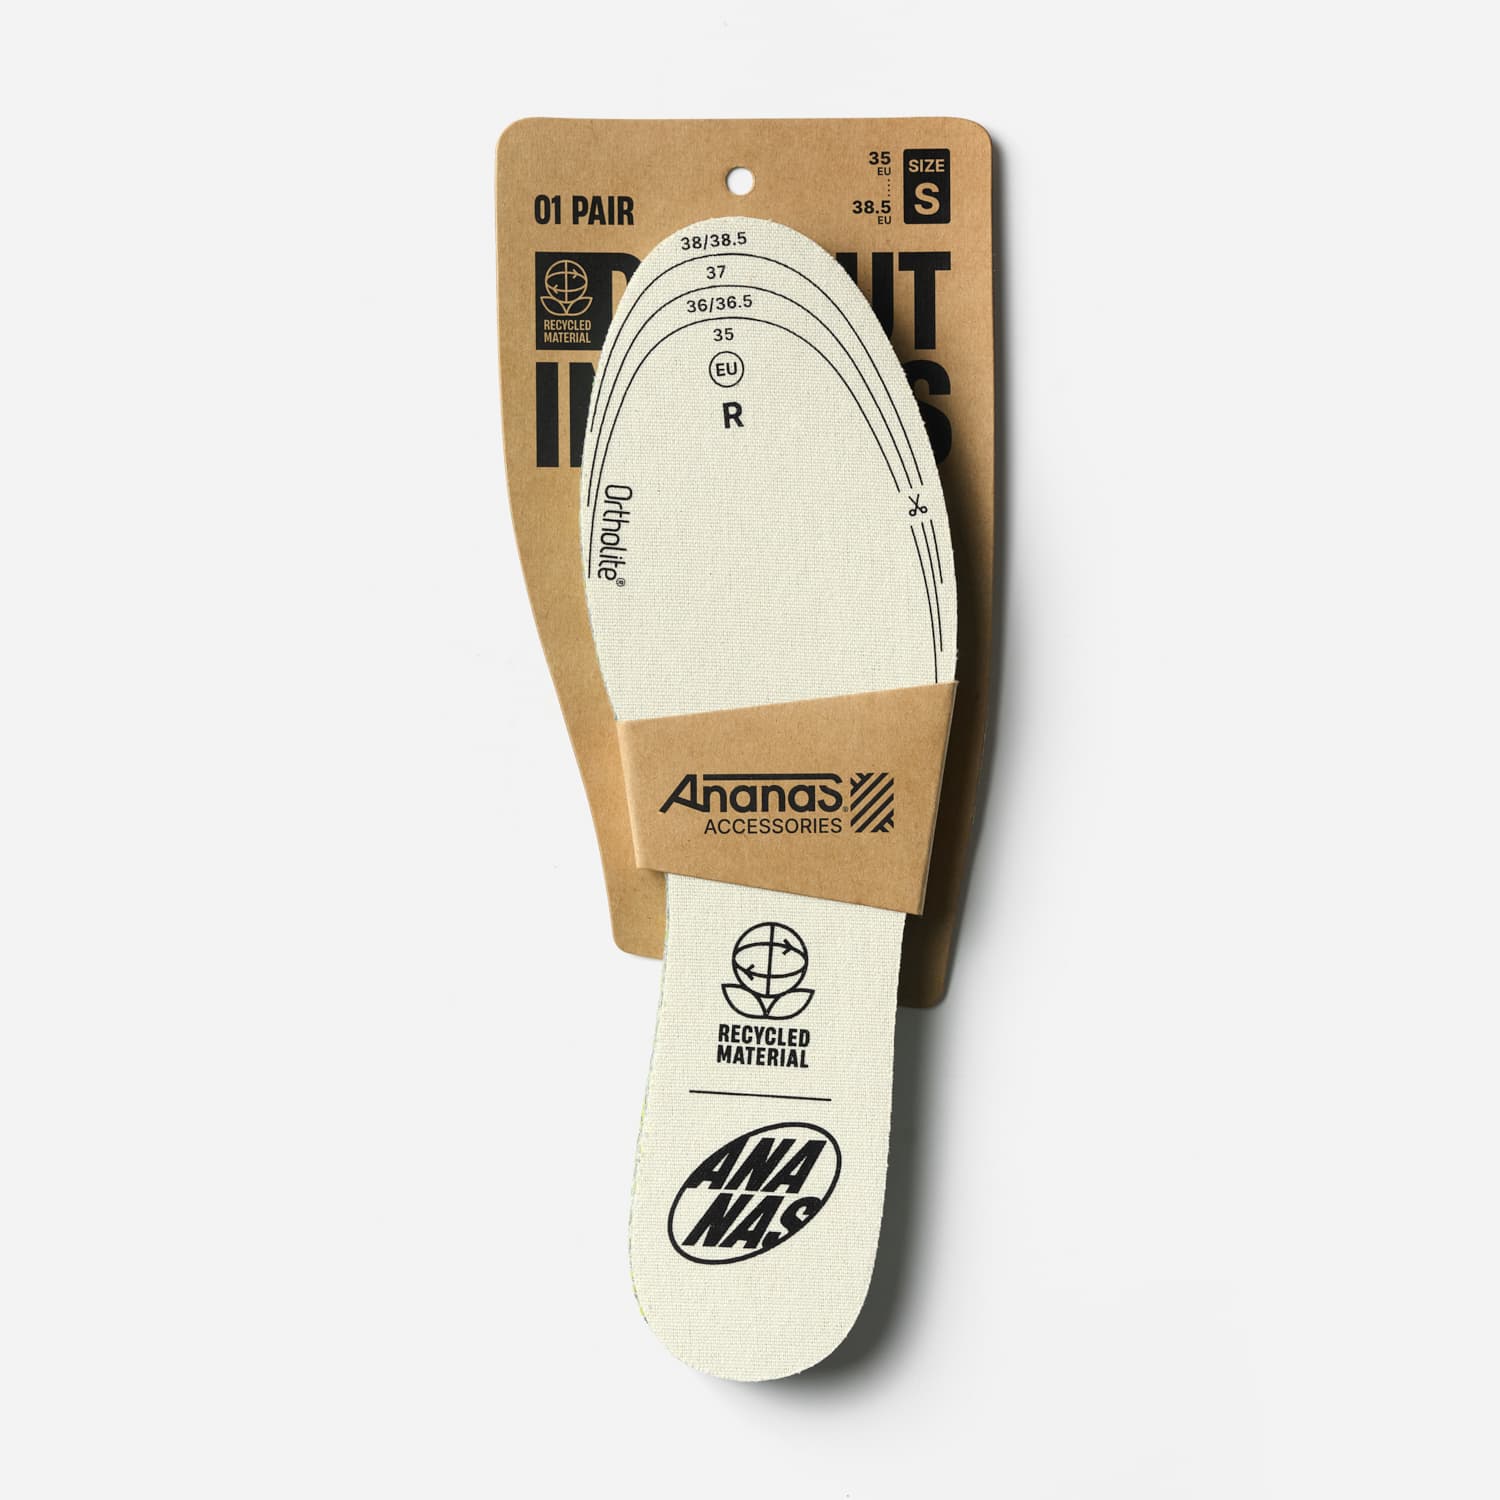 35
EU
38.5
EU
SIZE
S
01 PAIR
RECYCLED
MATERIAL
38/38.5
37
36/36.5
35
EU
R
Ortholite®
Ananas®
ACCESSORIES
RECYCLED
MATERIAL
ANA
NAS